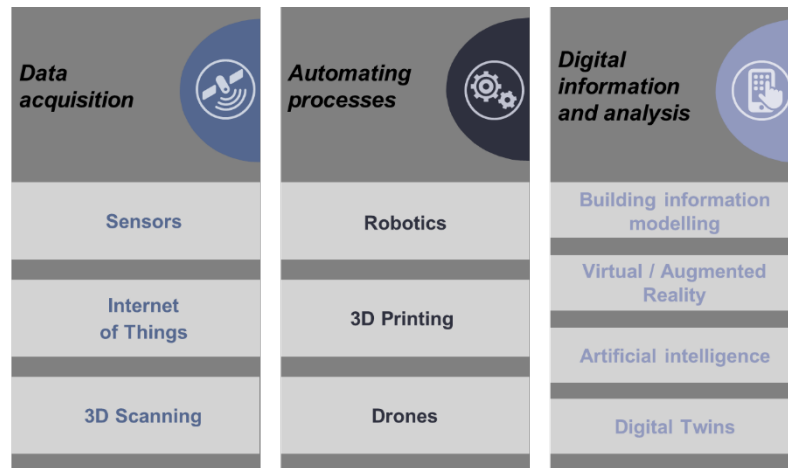 Data
acquisition
Sensors
Internet
of Things
3D Scanning
Automating
processes
Robotics
3D Printing
Drones
Digital
information
and analysis
Building information
modelling
Virtual / Augmented
Reality
Artificial intelligence
Digital Twins